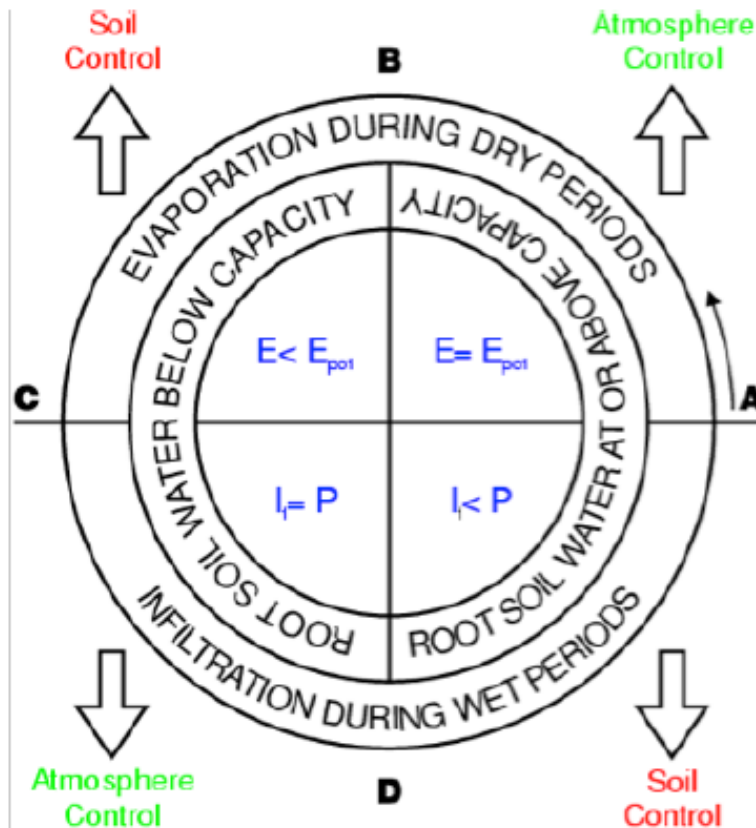 Soil
Control
Atmosphere
Control
B
EVAPORATION DURING DRY PERIODS
ROOT SOIL WATER BELOW CAPACITY
ROOT SOIL WATER AT OR ABOVE CAPACITY
E< Epot
E= Epot
C
A
If= P
If< P
INFILTRATION DURING WET PERIODS
Atmosphere
Control
D
Soil
Control